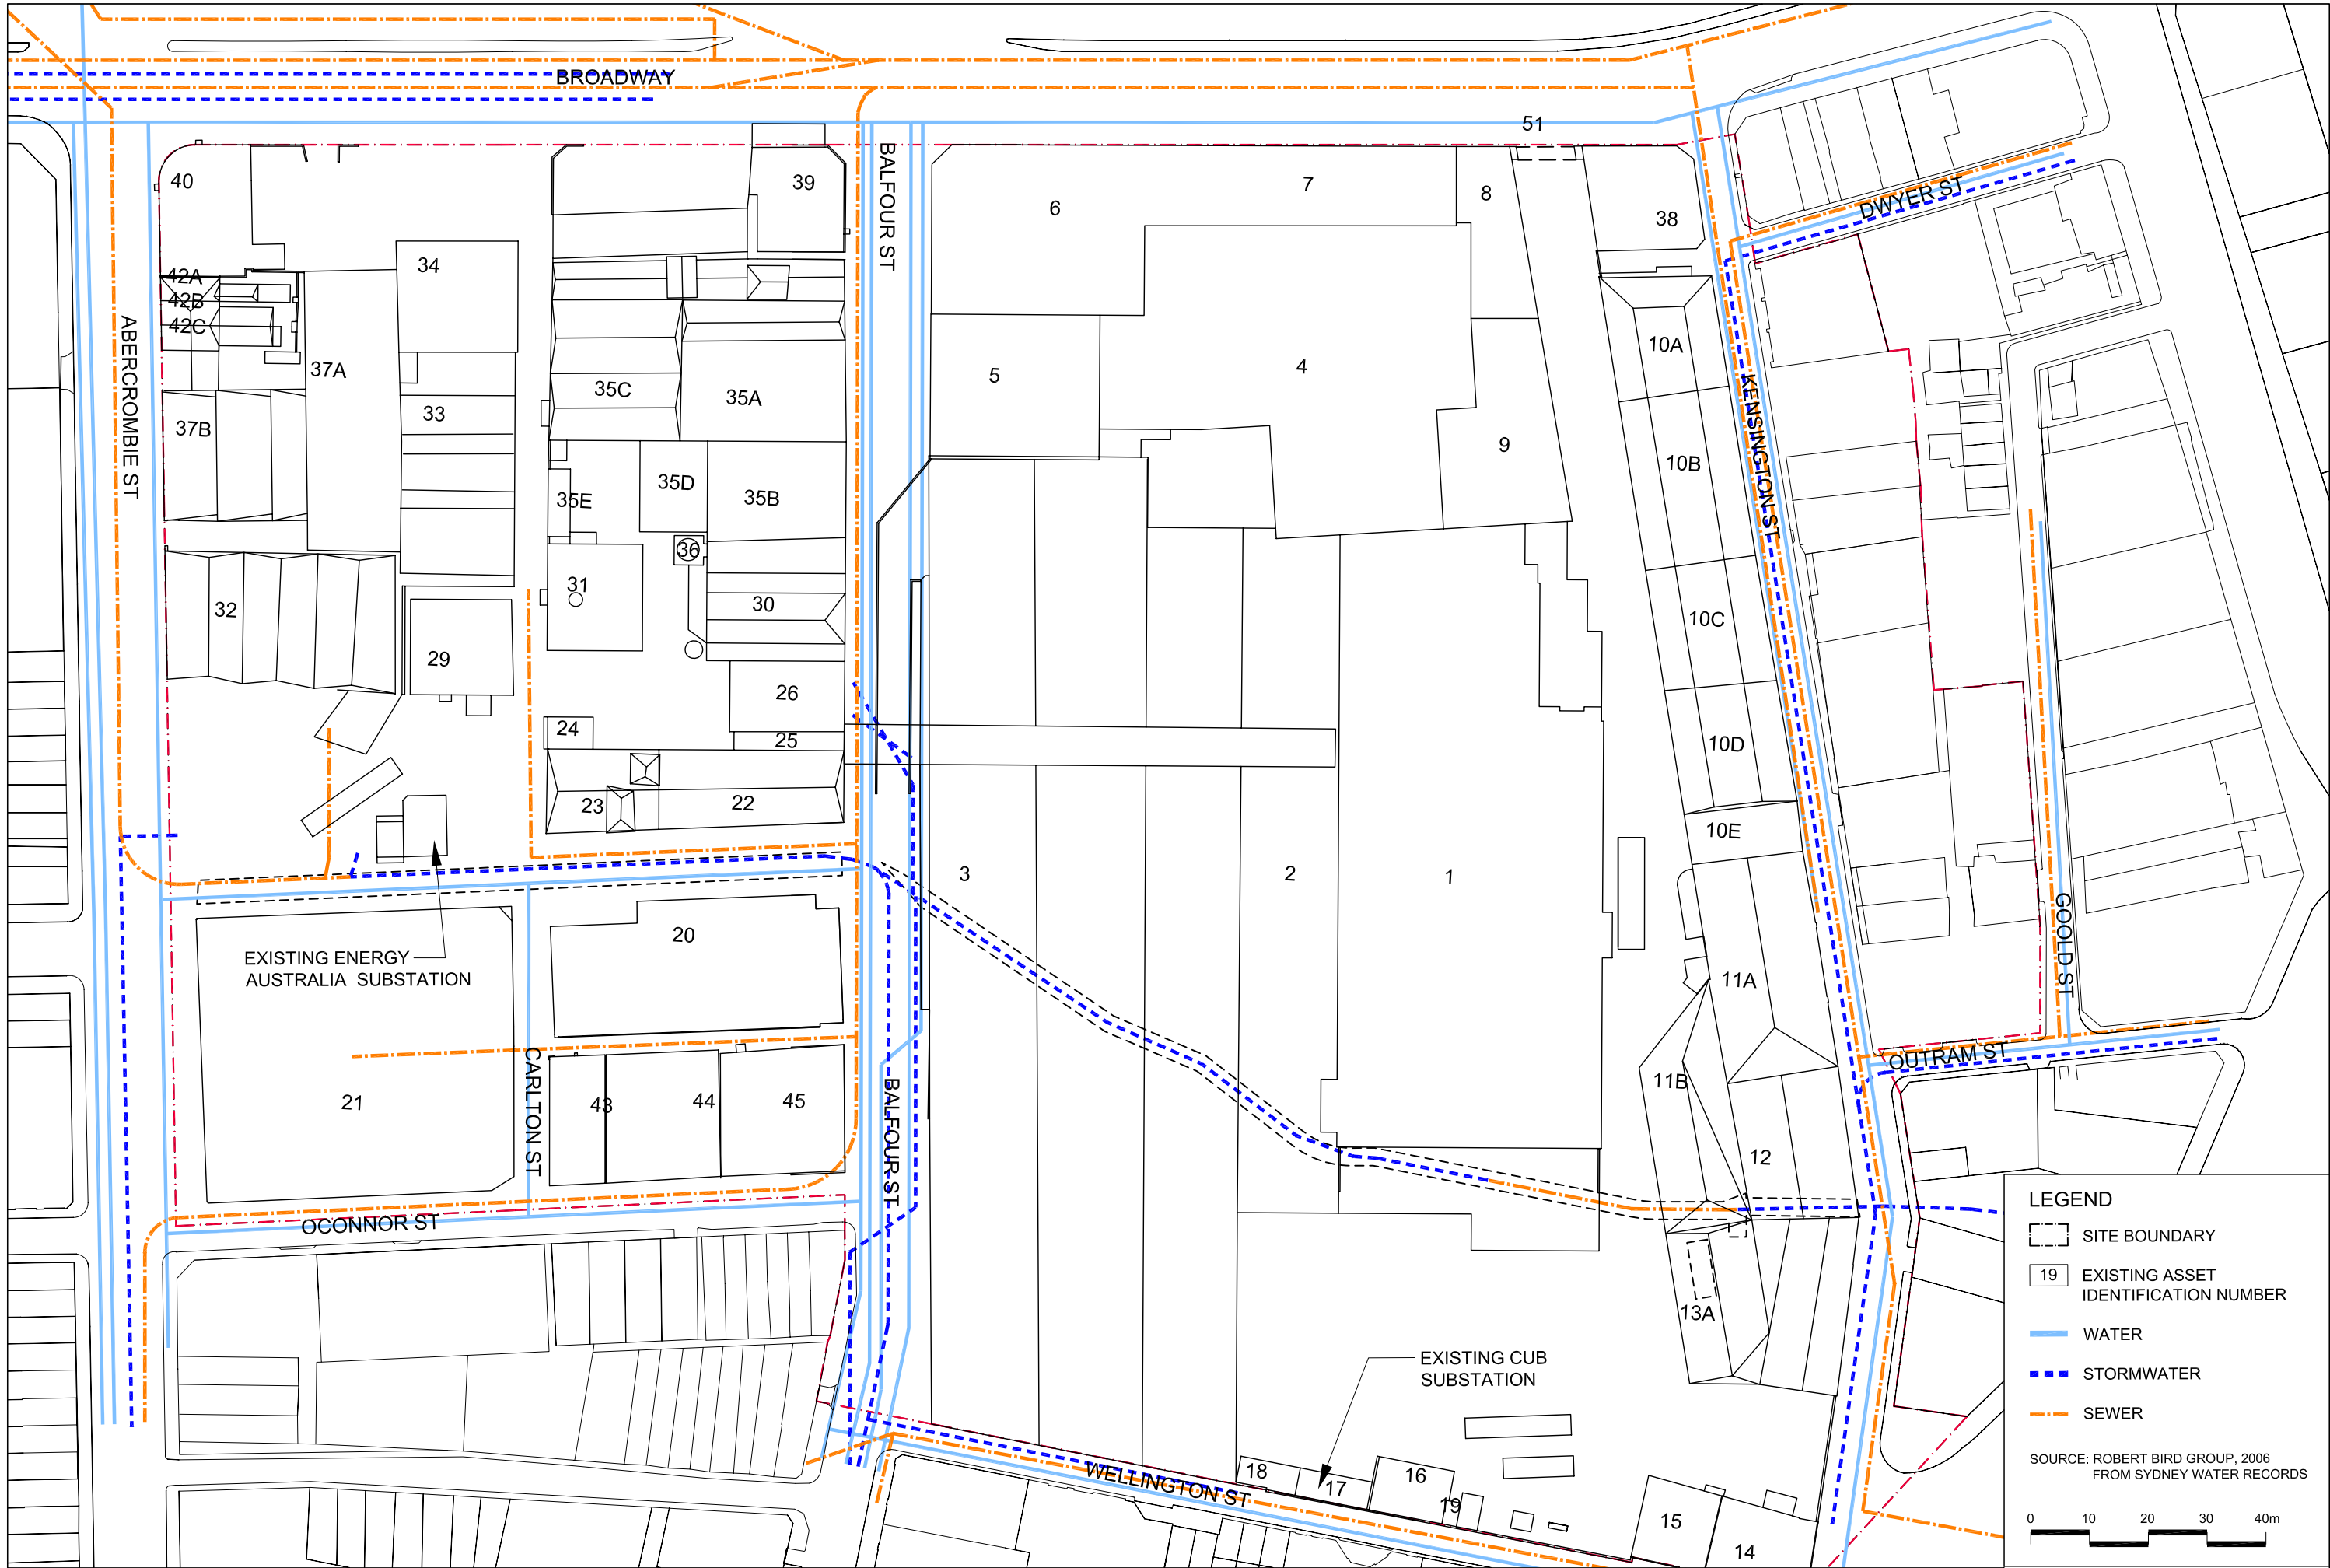 BROADWAY
51
40
39
BALFOUR ST
6
7
8
38
DWYER ST
42A
42B
42C
34
ABERCROMBIE ST
37A
33
35C
35A
5
4
10A
KENSINGTON ST
37B
35E
35D
35B
9
10B
36
31
30
32
29
10C
26
24
25
10D
23
22
10E
3
2
1
20
GOOLD ST
EXISTING ENERGY
AUSTRALIA SUBSTATION
11A
21
CARLTON ST
43
44
45
BALFOUR ST
11B
OUTRAM ST
12
OCONNOR ST
13A
EXISTING CUB
SUBSTATION
WELLINGTON ST
18
17
16
19
15
14
LEGEND
SITE BOUNDARY
19 EXISTING ASSET
IDENTIFICATION NUMBER
WATER
STORMWATER
SEWER
SOURCE: ROBERT BIRD GROUP, 2006
FROM SYDNEY WATER RECORDS
0 10 20 30 40m